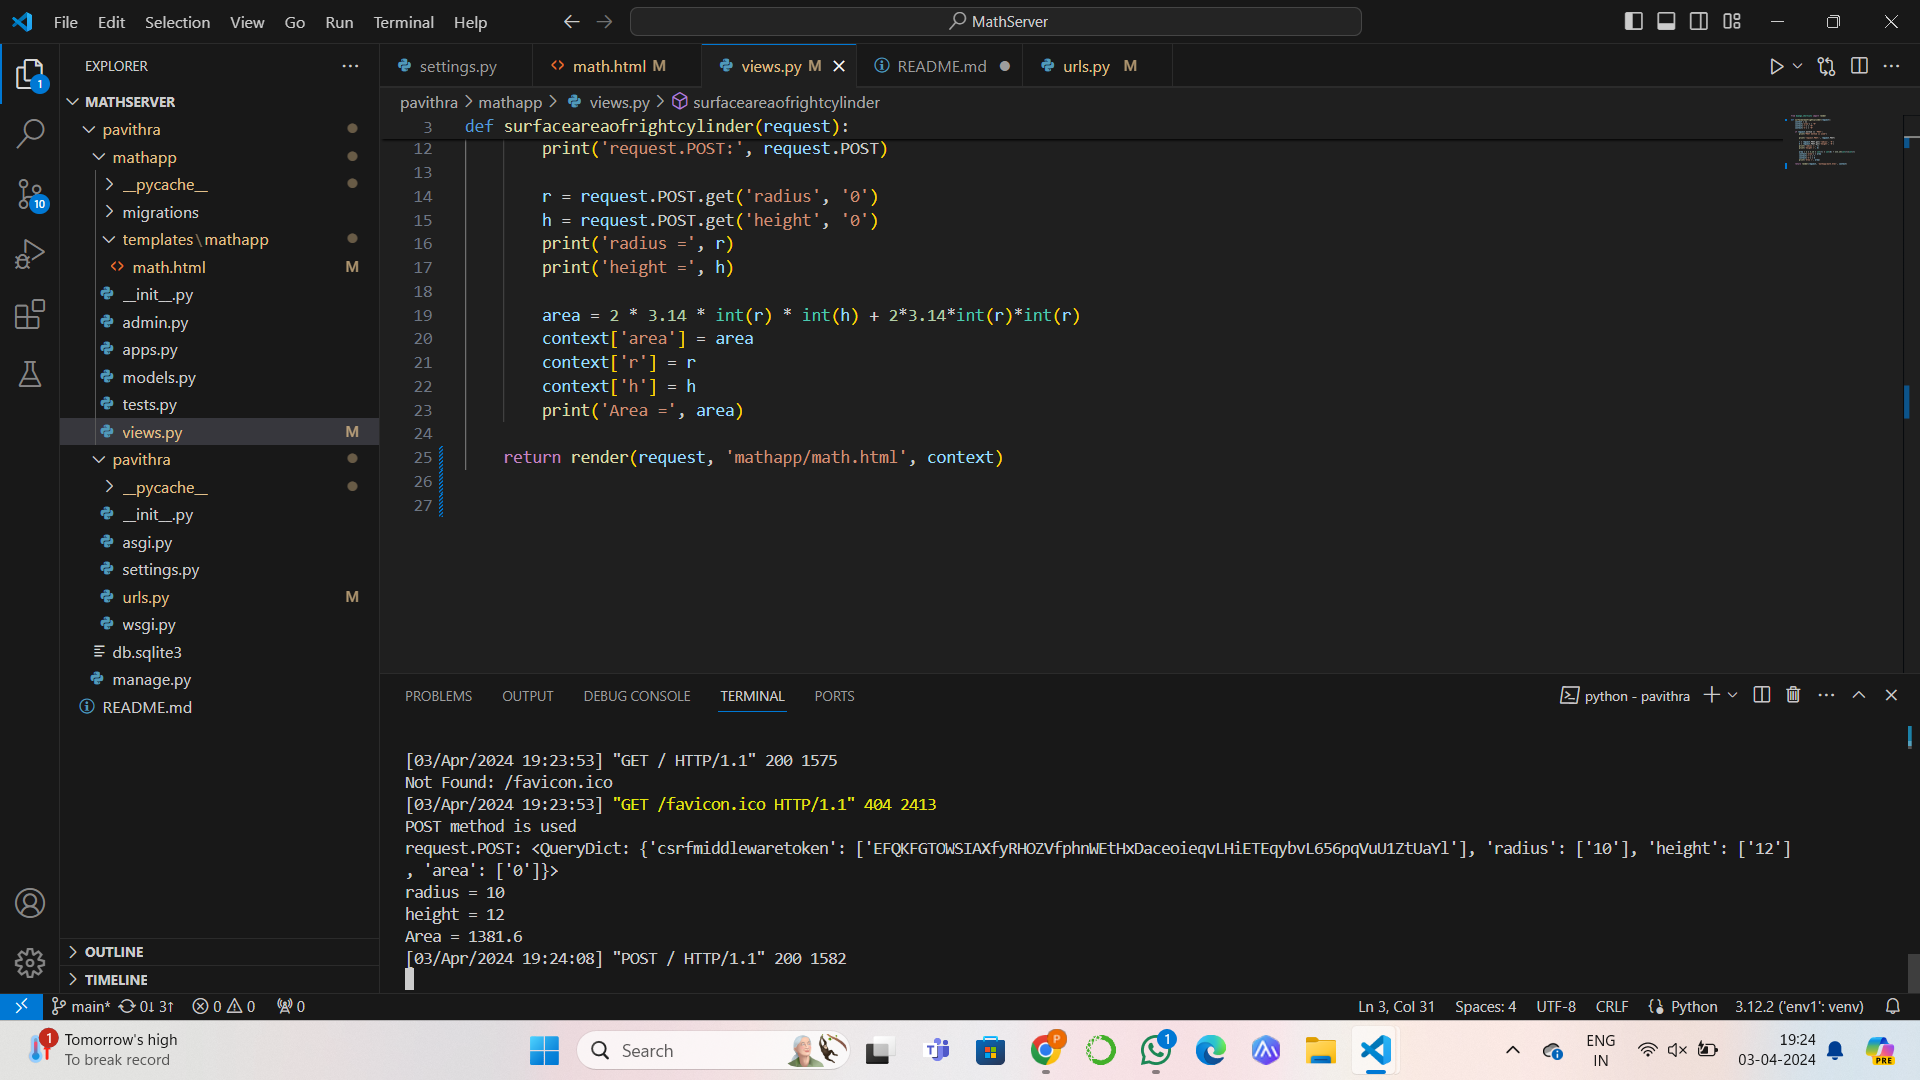 File Edit Selection View Go Run Terminal Help
MathServer
EXPLORER
settings.py
math.html M
views.py M
README.md
urls.py M
MATHSERVER
pavithra
mathapp
__pycache__
migrations
templates\mathapp
math.html M
__init__.py
admin.py
apps.py
models.py
tests.py
views.py M
pavithra
__pycache__
__init__.py
asgi.py
settings.py
urls.py M
wsgi.py
db.sqlite3
manage.py
README.md
OUTLINE
TIMELINE
1
10
pavithra > mathapp > views.py > surfaceareaofrightcylinder
3 def surfaceareaofrightcylinder(request):
12 print('request.POST:', request.POST)
13
14 r = request.POST.get('radius', '0')
15 h = request.POST.get('height', '0')
16 print('radius =', r)
17 print('height =', h)
18
19 area = 2 * 3.14 * int(r) * int(h) + 2*3.14*int(r)*int(r)
20 context['area'] = area
21 context['r'] = r
22 context['h'] = h
23 print('Area =', area)
24
25 return render(request, 'mathapp/math.html', context)
26
27
PROBLEMS OUTPUT DEBUG CONSOLE TERMINAL PORTS
python - pavithra
[03/Apr/2024 19:23:53] "GET / HTTP/1.1" 200 1575
Not Found: /favicon.ico
[03/Apr/2024 19:23:53] "GET /favicon.ico HTTP/1.1" 404 2413
POST method is used
request.POST: <QueryDict: {'csrfmiddlewaretoken': ['EFQKFGTOWSIAXfyRHOZVfphnWEtHxDaceoieqvLHiETEqybvL656pqVuU1ZtUaYl'], 'radius': ['10'], 'height': ['12']
, 'area': ['0']}>
radius = 10
height = 12
Area = 1381.6
[03/Apr/2024 19:24:08] "POST / HTTP/1.1" 200 1582
main* 0↓ 3↑ 0 0 0
Ln 3, Col 31 Spaces: 4 UTF-8 CRLF Python 3.12.2 ('env1': venv)
1
Tomorrow's high
To break record
Search
P
1
ENG
IN
19:24
03-04-2024
PRE